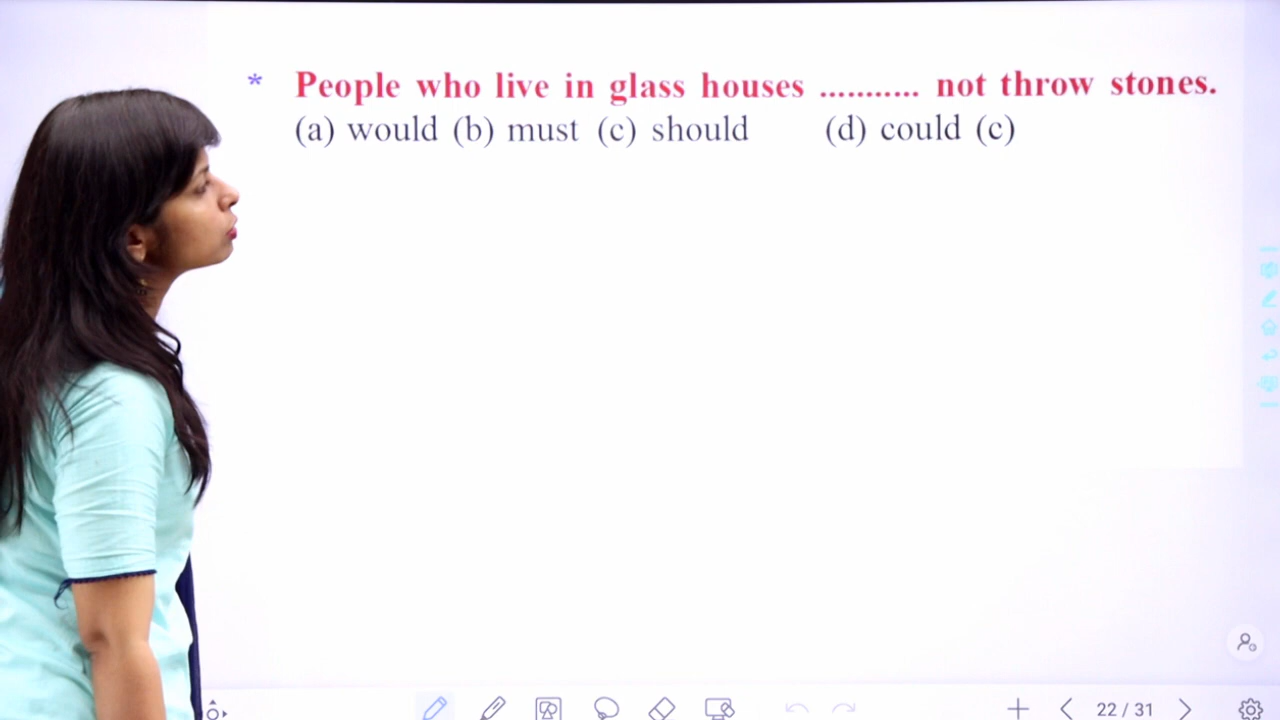 * People who live in glass houses ........... not throw stones.
(a) would (b) must (c) should (d) could (c)
22 / 31